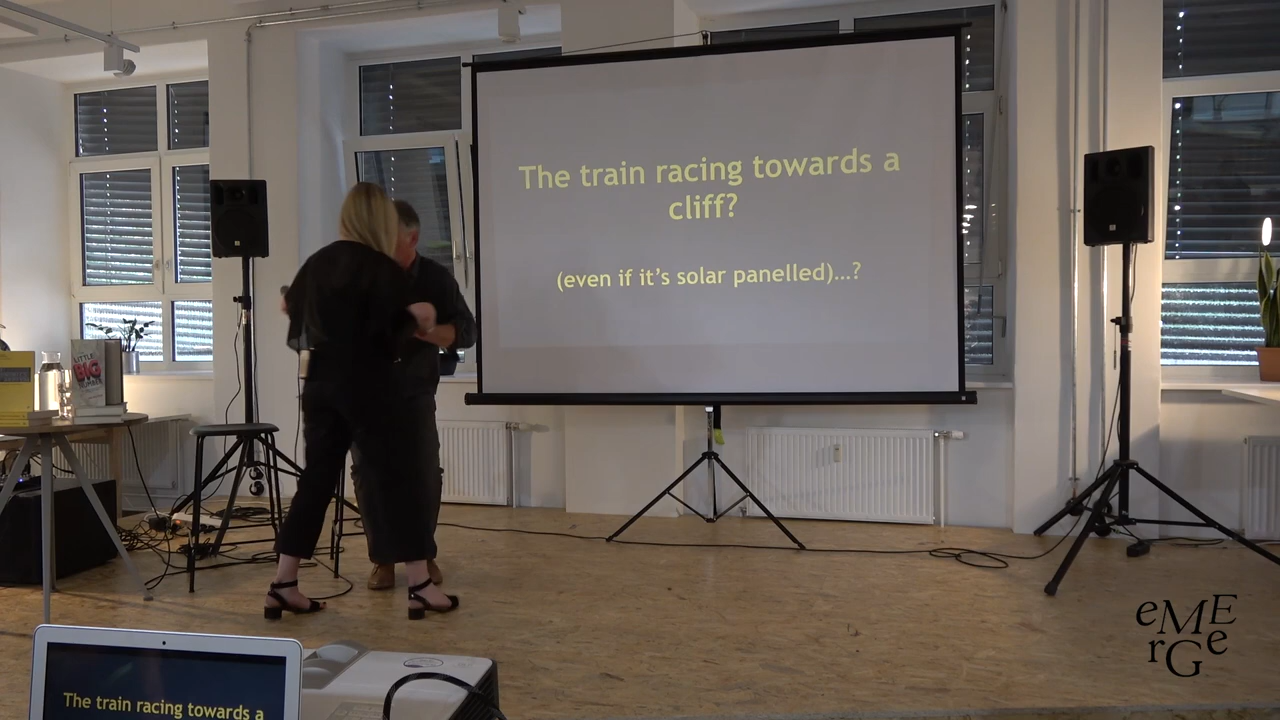 The train racing towards a
cliff?
(even if it's solar panelled)...?
LITTLE
BIG
The train racing towards a
eMErGe